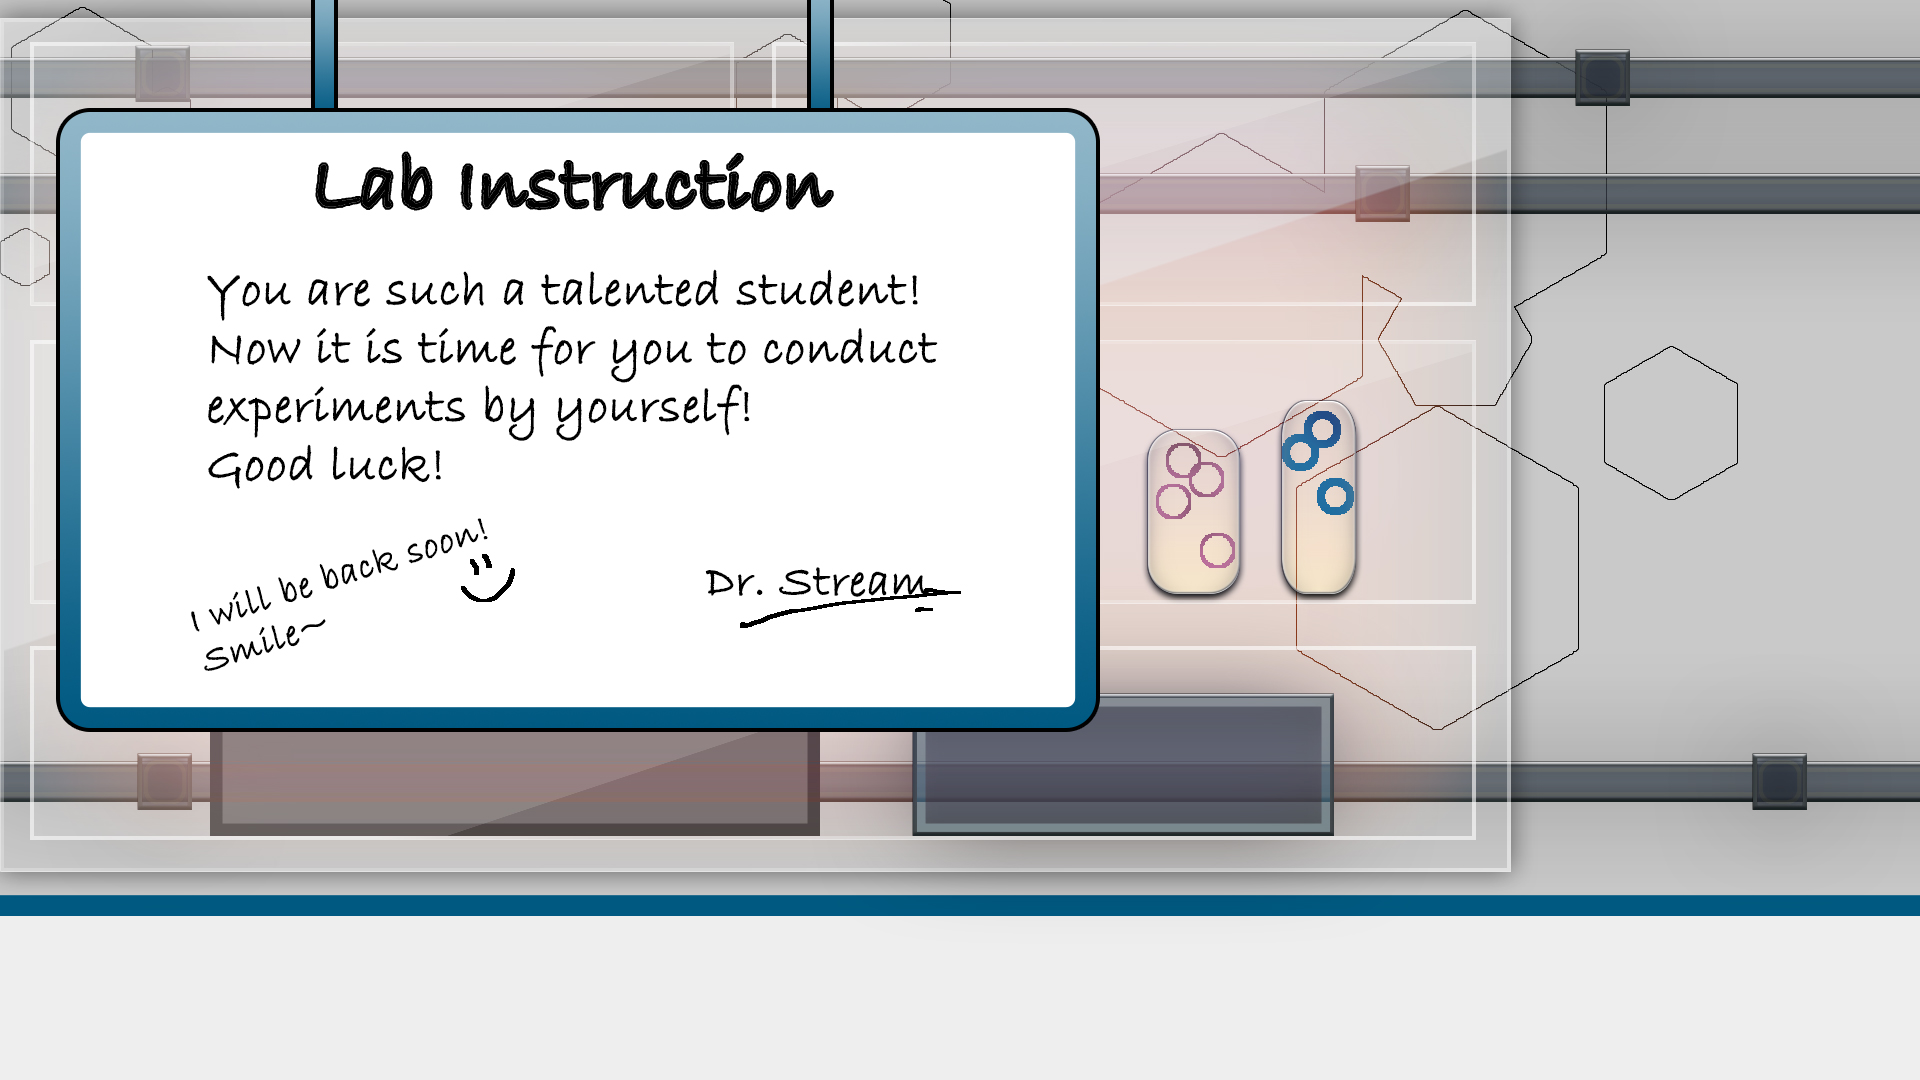 Lab Instruction
You are such a talented student!
Now it is time for you to conduct
experiments by yourself!
Good luck!
I will be back soon!
Smile~
Dr. Stream